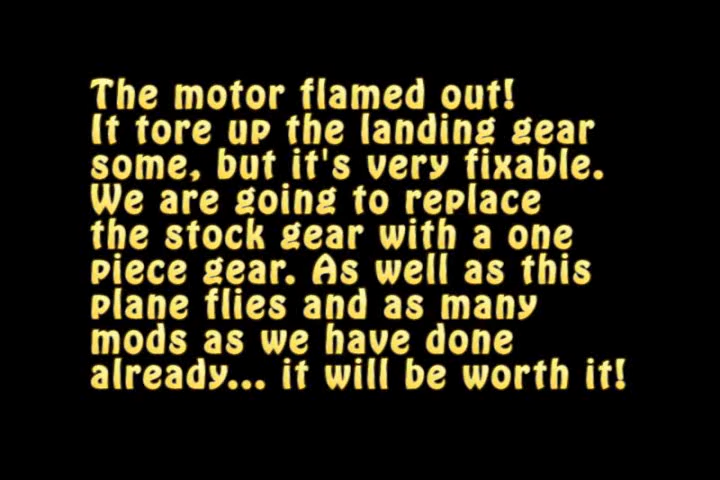 The motor flamed out!
It tore up the landing gear
some, but it's very fixable.
We are going to replace
the stock gear with a one
piece gear. As well as this
plane flies and as many
mods as we have done
already... it will be worth it!